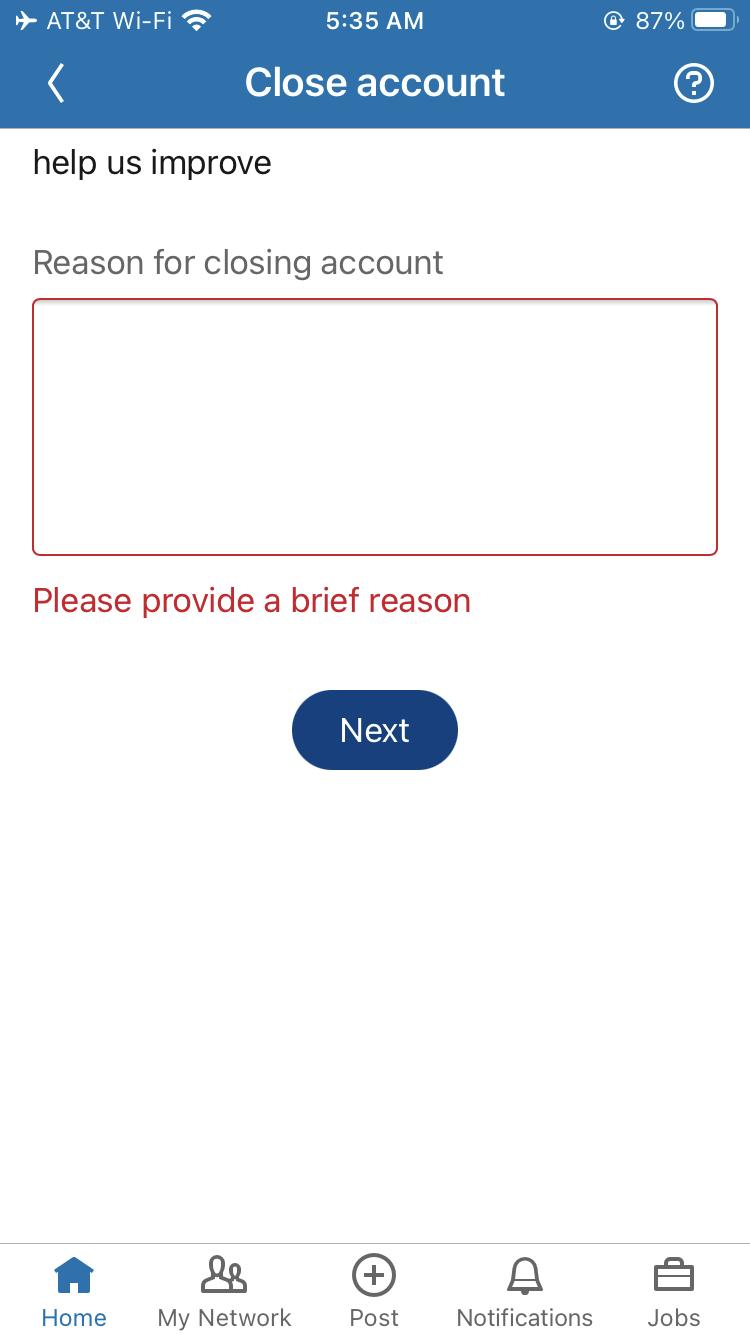 AT&T Wi-Fi 5:35 AM 87%
Close account
help us improve
Reason for closing account
Please provide a brief reason
Next
Home My Network Post Notifications Jobs